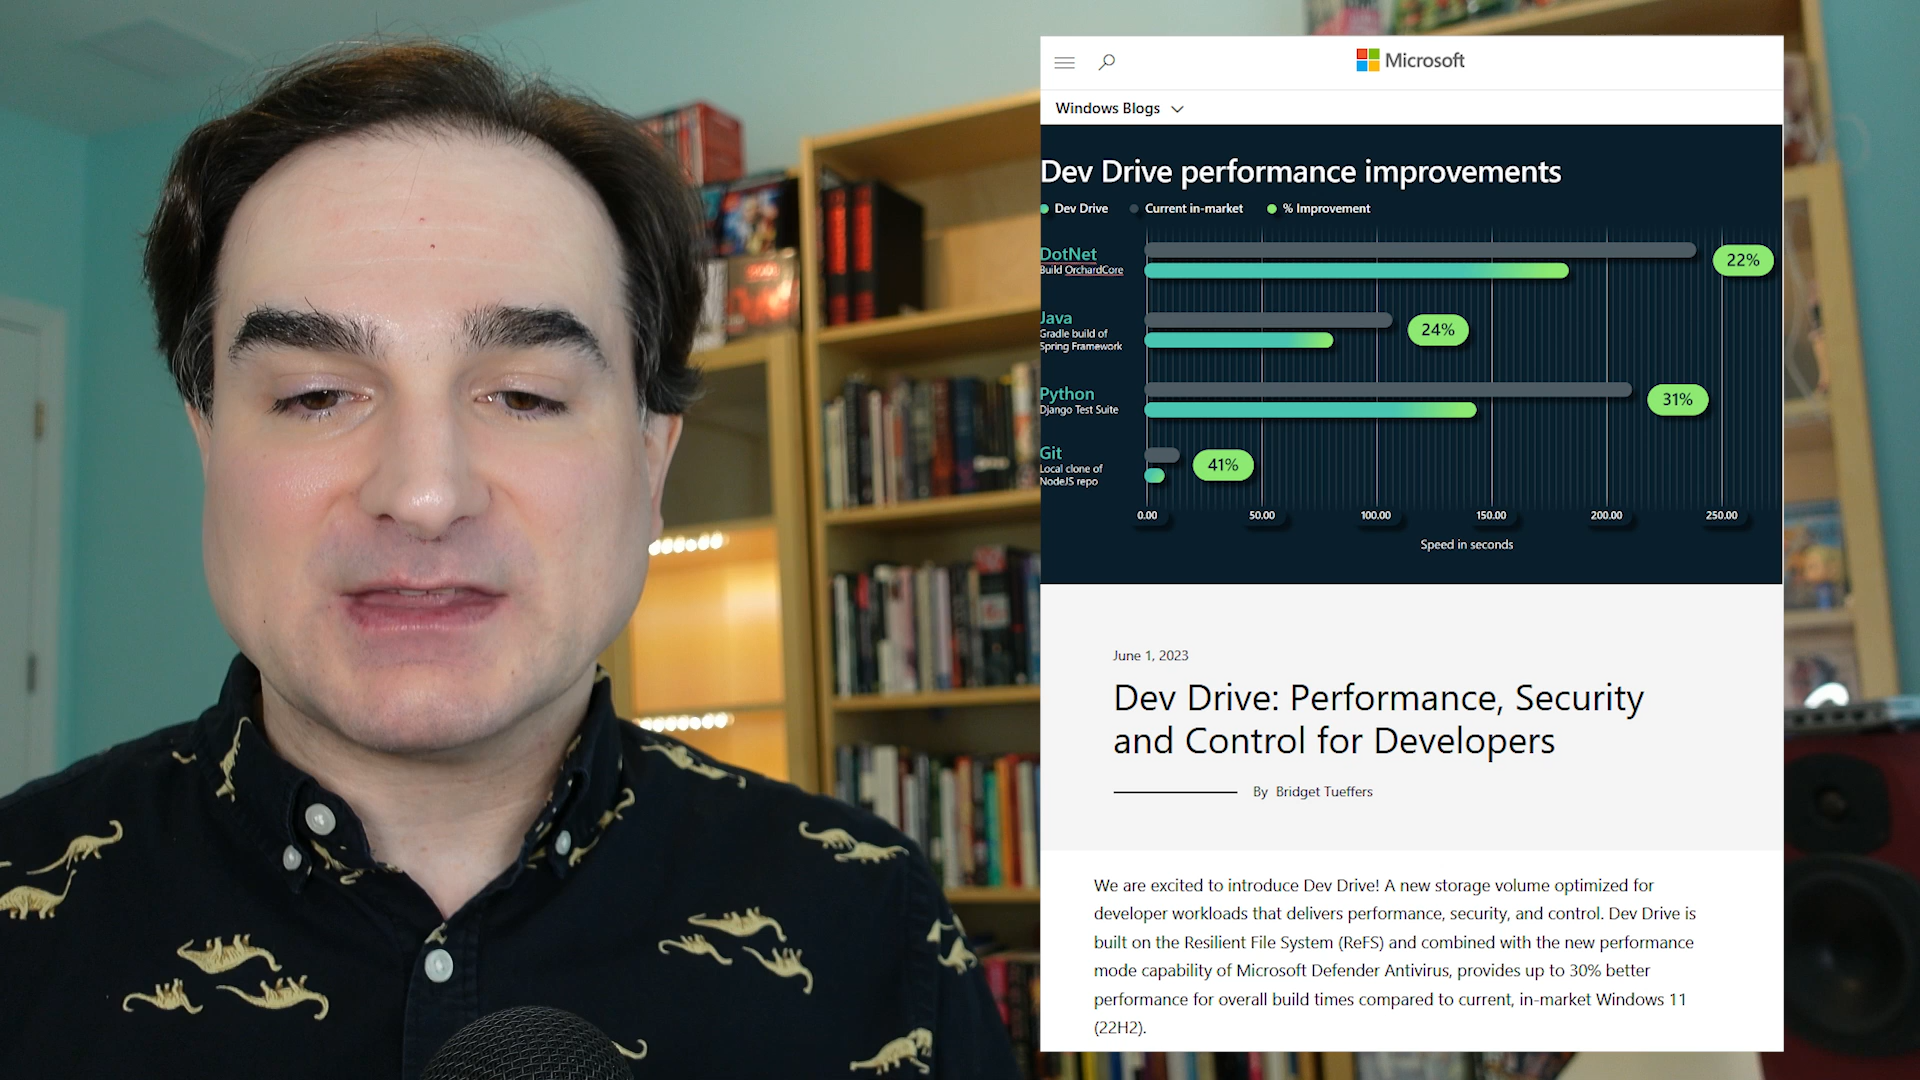 Microsoft
Windows Blogs
Dev Drive performance improvements
Dev Drive
Current in-market
% Improvement
DotNet
Build OrchardCore
22%
Java
Gradle build of
Spring Framework
24%
Python
Django Test Suite
31%
Git
Local clone of
NodeJS repo
41%
0.00
50.00
100.00
150.00
200.00
250.00
Speed in seconds
June 1, 2023
Dev Drive: Performance, Security
and Control for Developers
By Bridget Tueffers
We are excited to introduce Dev Drive! A new storage volume optimized for
developer workloads that delivers performance, security, and control. Dev Drive is
built on the Resilient File System (ReFS) and combined with the new performance
mode capability of Microsoft Defender Antivirus, provides up to 30% better
performance for overall build times compared to current, in-market Windows 11
(22H2).